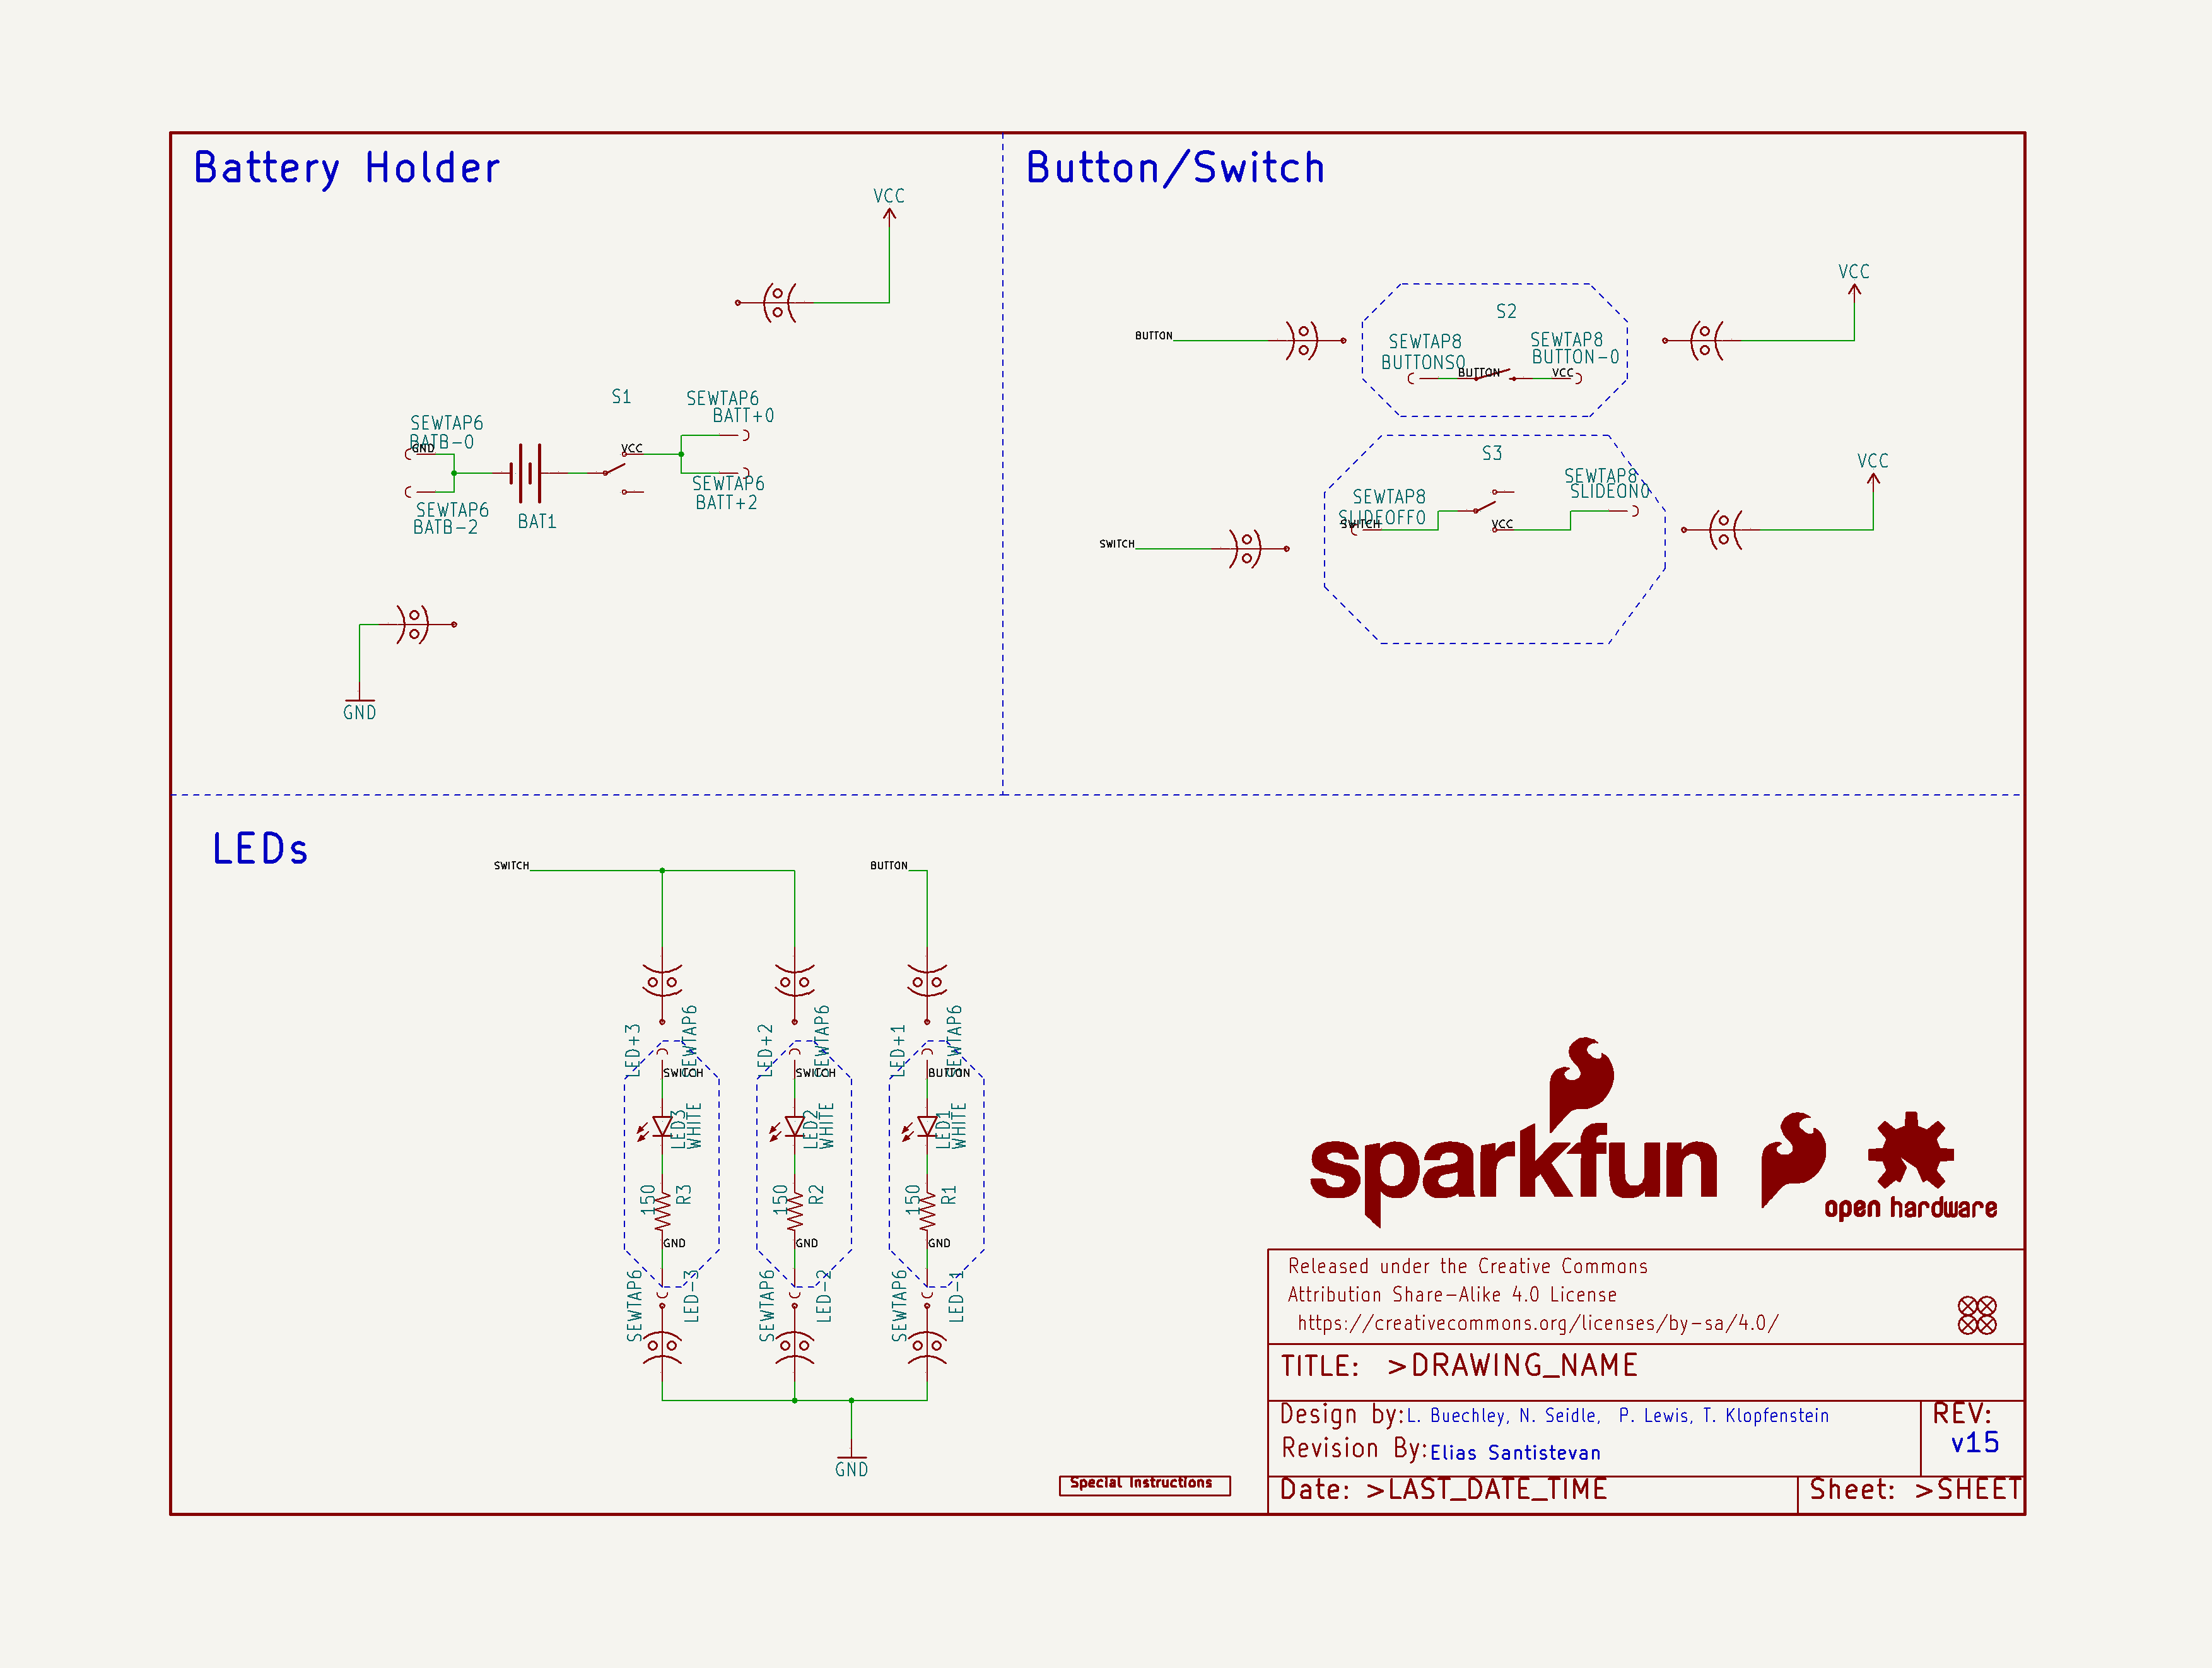 Battery Holder
VCC
S1
SEWTAP6
BATT+0
SEWTAP6
BATB-0
GND
VCC
SEWTAP6
BATT+2
SEWTAP6
BATB-2
BAT1
GND
Button/Switch
VCC
S2
BUTTON
SEWTAP8
BUTTONS0
SEWTAP8
BUTTON-0
BUTTON
VCC
S3
VCC
SEWTAP8
SLIDEON0
SEWTAP8
SLIDEOFF0
SWITCH
VCC
SWITCH
LEDs
SWITCH
BUTTON
LED+3
SEWTAP6
LED+2
SEWTAP6
LED+1
SEWTAP6
SWITCH
SWITCH
BUTTON
LED3
WHITE
LED2
WHITE
LED1
WHITE
150
R3
150
R2
150
R1
GND
GND
GND
SEWTAP6
LED-3
SEWTAP6
LED-2
SEWTAP6
LED-1
GND
sparkfun
open hardware
Released under the Creative Commons
Attribution Share-Alike 4.0 License
https://creativecommons.org/licenses/by-sa/4.0/
TITLE: >DRAWING_NAME
Design by: L. Buechley, N. Seidle, P. Lewis, T. Klopfenstein
REV:
v15
Revision By: Elias Santistevan
Special Instructions
Date: >LAST_DATE_TIME
Sheet: >SHEET